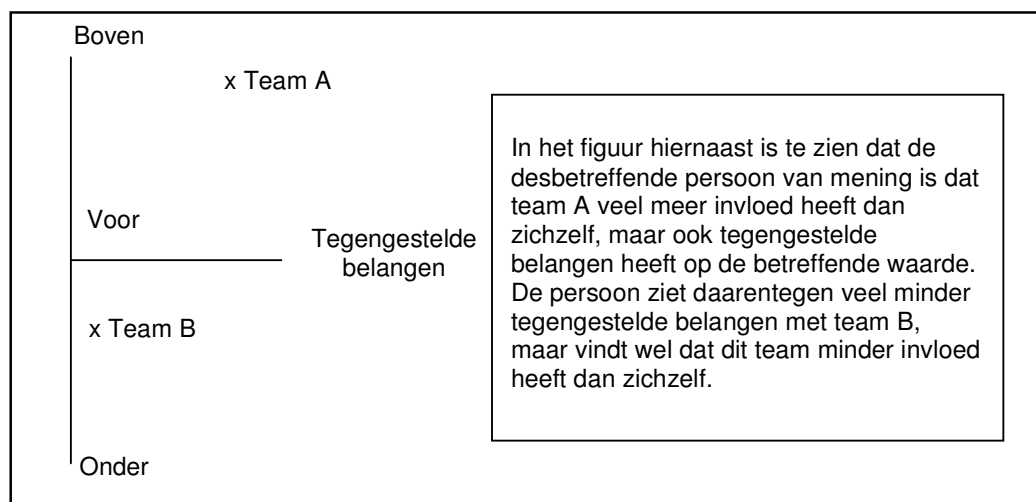 Boven
x Team A
Voor
Tegengestelde
belangen
x Team B
Onder
In het figuur hiernaast is te zien dat de
desbetreffende persoon van mening is dat
team A veel meer invloed heeft dan
zichzelf, maar ook tegengestelde
belangen heeft op de betreffende waarde.
De persoon ziet daarentegen veel minder
tegengestelde belangen met team B,
maar vindt wel dat dit team minder invloed
heeft dan zichzelf.